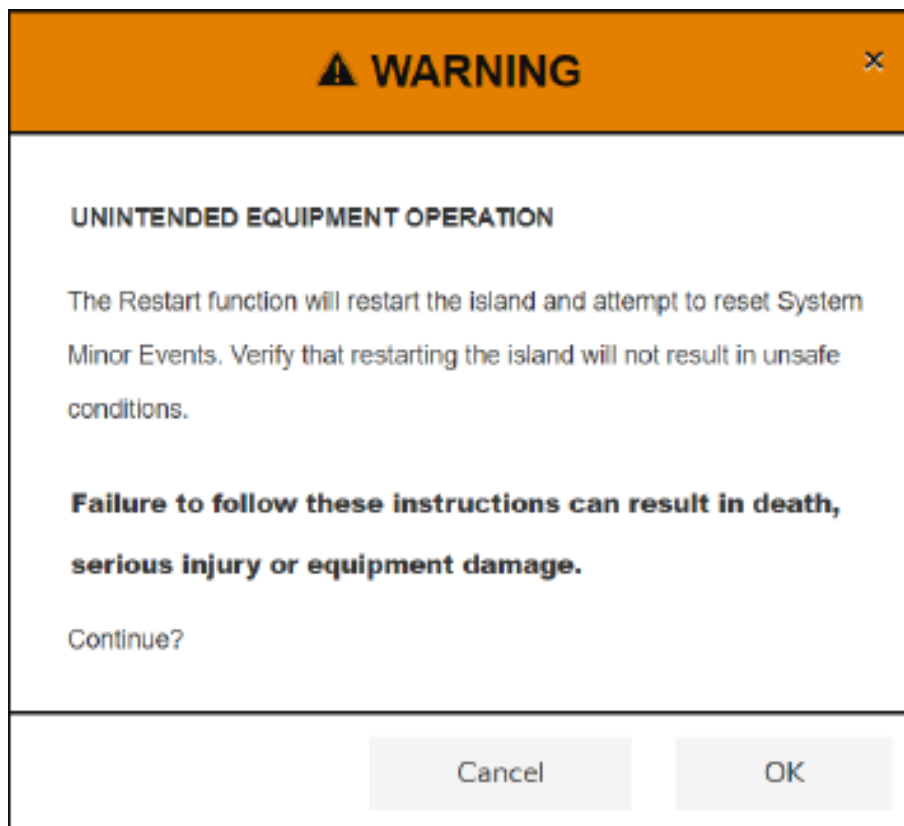 ⚠ WARNING ×
UNINTENDED EQUIPMENT OPERATION
The Restart function will restart the island and attempt to reset System
Minor Events. Verify that restarting the island will not result in unsafe
conditions.
Failure to follow these instructions can result in death,
serious injury or equipment damage.
Continue?
Cancel OK